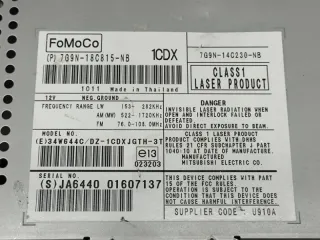 FoMoCo
1CDX
(P) 7G9N-18C815-NB
7G9N-14C230-NB
1011 Made in Thailand
CLASS1
LASER PRODUCT
12V NEG.GROUND
FREQUENCY RANGE LW 153- 282KHz
AM(MW) 522-1720KHz
FM 76.0-108.0MHz
MODEL NO.
(E)34W644C/DZ-1CDXJGTH-3T
e13
023203
SERIAL NO.
(S)JA6440 01607137
DANGER
INVISIBLE LASER RADIATION WHEN
OPEN AND INTERLOCK FAILED OR
DEFEATED.
AVOID DIRECT EXPOSURE TO BEAM.
CLASS 1 LASER PRODUCT
THIS PRODUCT COMPLIES WITH DHHS
RULES 21 CFR SUBCHAPTER J PART
1040:10 AT DATE OF MANUFACTURE.
MITSUBISHI ELECTRIC CORP.
THIS DEVICE COMPLIES WITH PART
15 OF THE FCC RULES.
OPERATION IS SUBJECT TO THE
CONDITION THAT THIS DEVICE DOES
NOT CAUSE HARMFUL INTERFERENCE.
SUPPLIER CODE - U910A